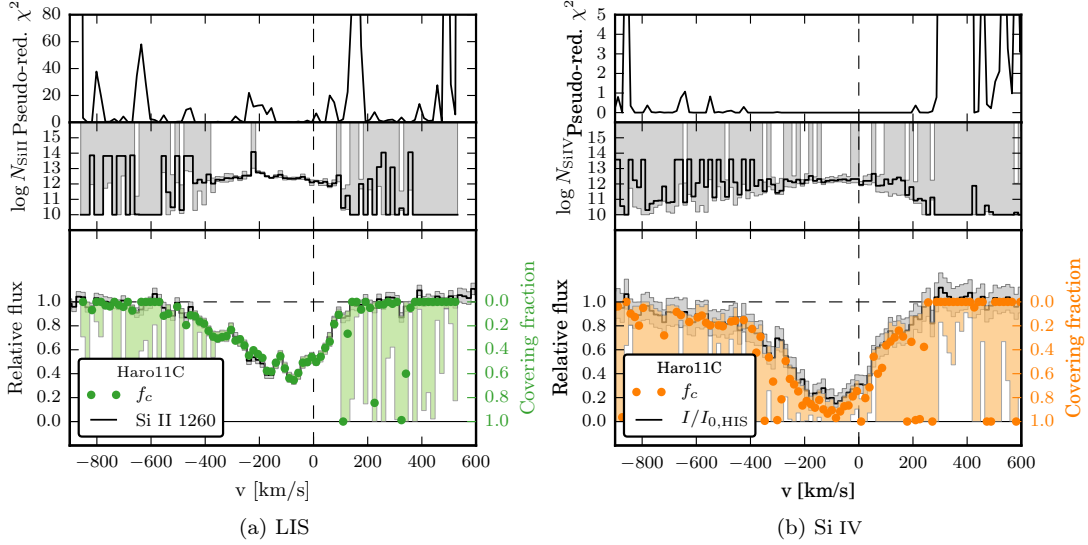 80
60
40
20
0
Pseudo-red. χ²
15
14
13
12
11
10
log N_SiII
1.0
0.8
0.6
0.4
0.2
0.0
Relative flux
0.0
0.2
0.4
0.6
0.8
1.0
Covering fraction
Haro11C
f_c
Si II 1260
−800 −600 −400 −200 0 200 400 600
v [km/s]
(a) LIS
5
4
3
2
1
0
Pseudo-red. χ²
15
14
13
12
11
10
log N_SiIV
1.0
0.8
0.6
0.4
0.2
0.0
Relative flux
0.0
0.2
0.4
0.6
0.8
1.0
Covering fraction
Haro11C
f_c
I/I_0,HIS
−800 −600 −400 −200 0 200 400 600
v [km/s]
(b) Si IV